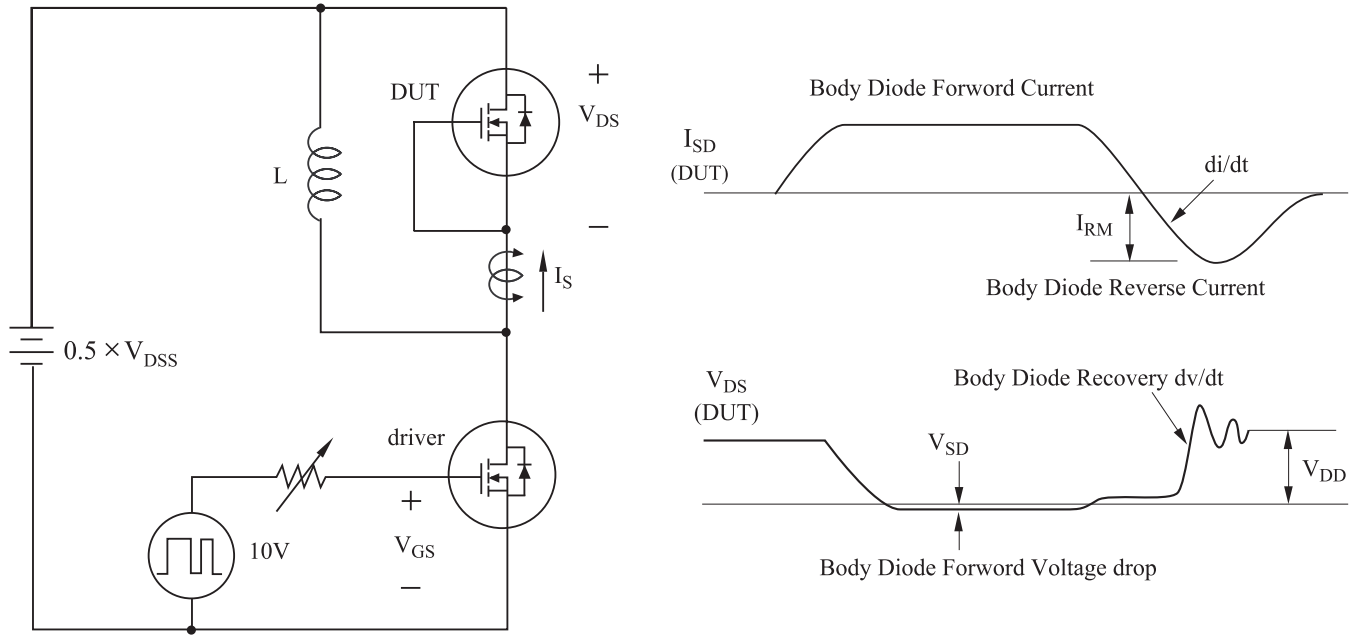 DUT
+
V_DS
−
L
I_S
0.5 × V_DSS
driver
+
V_GS
−
10V
Body Diode Forword Current
I_SD
(DUT)
di/dt
I_RM
Body Diode Reverse Current
V_DS
(DUT)
Body Diode Recovery dv/dt
V_SD
V_DD
Body Diode Forword Voltage drop